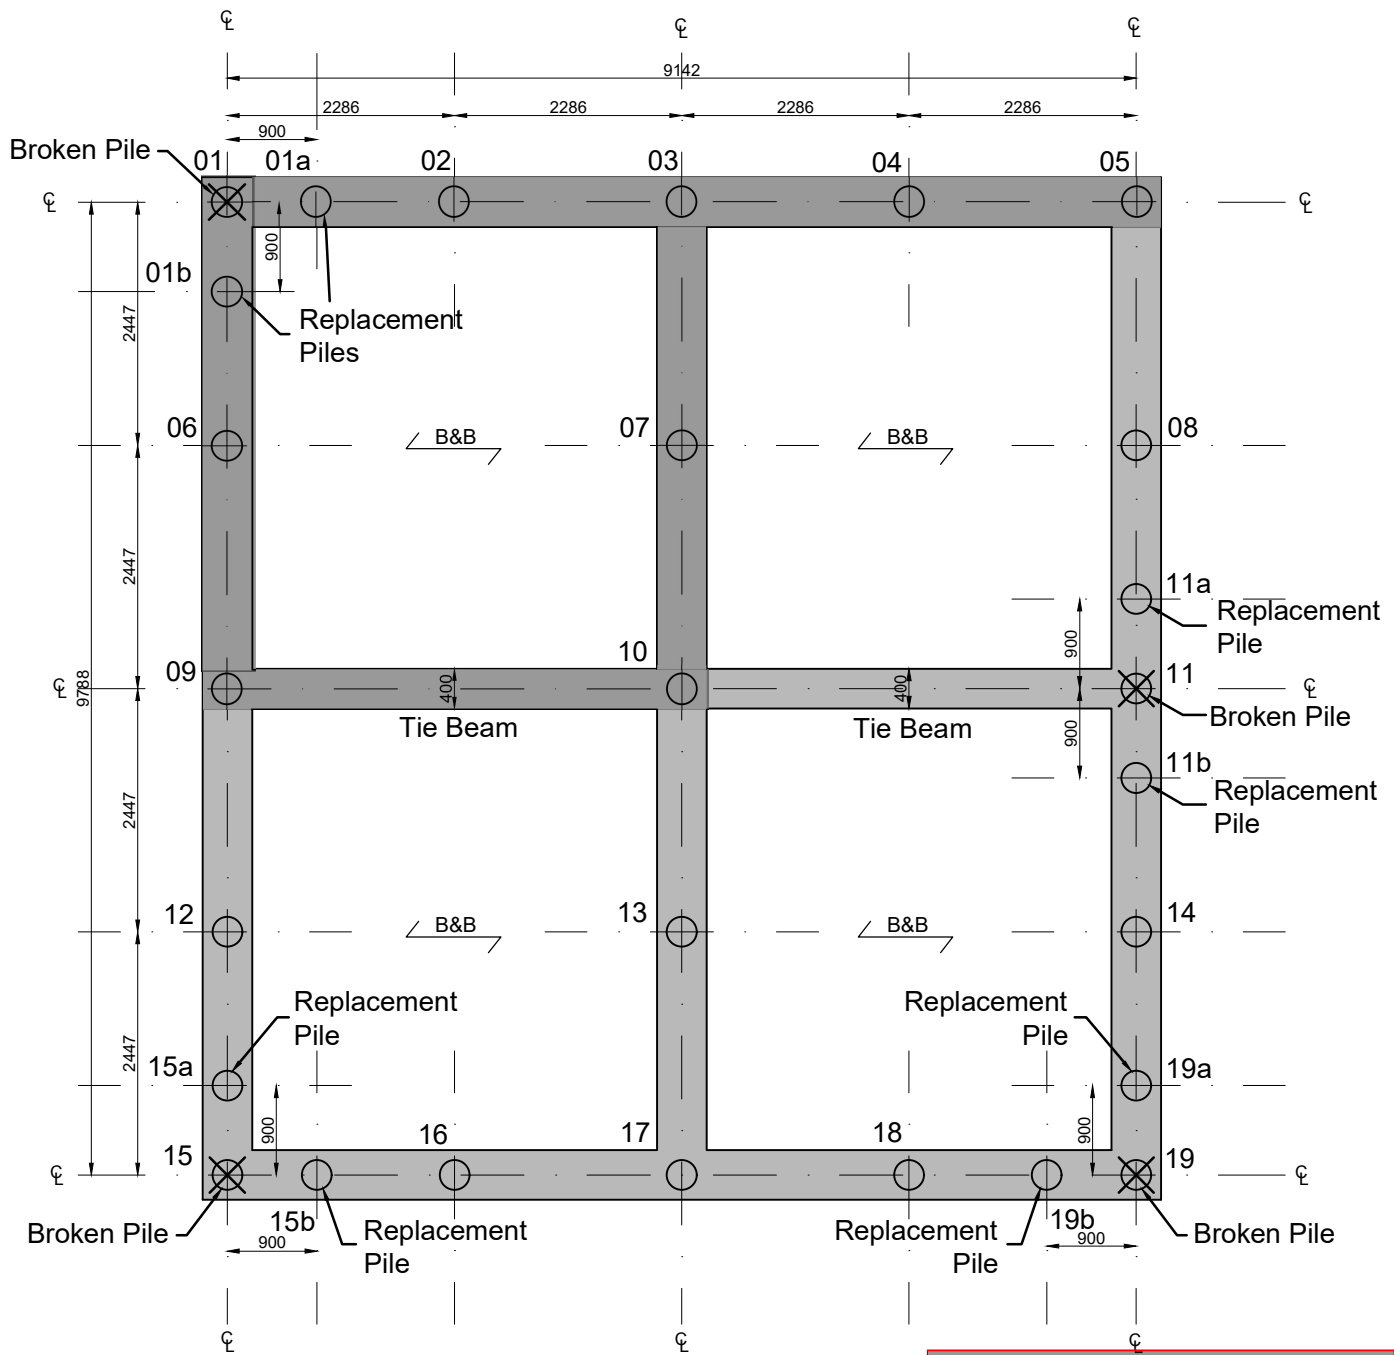 ℄
℄
℄
9142
2286
2286
2286
2286
900
Broken Pile
01
01a
02
03
04
05
℄
℄
900
01b
Replacement
Piles
2447
06
B&B
07
B&B
08
2447
11a
Replacement
Pile
900
10
09
℄
9788
400
Tie Beam
400
Tie Beam
11
℄
Broken Pile
900
11b
Replacement
Pile
2447
12
B&B
13
B&B
14
Replacement
Pile
Replacement
Pile
2447
15a
19a
900
900
16
17
18
15
19
℄
℄
Broken Pile
15b
900
Replacement
Pile
Replacement
Pile
19b
900
Broken Pile
℄
℄
℄